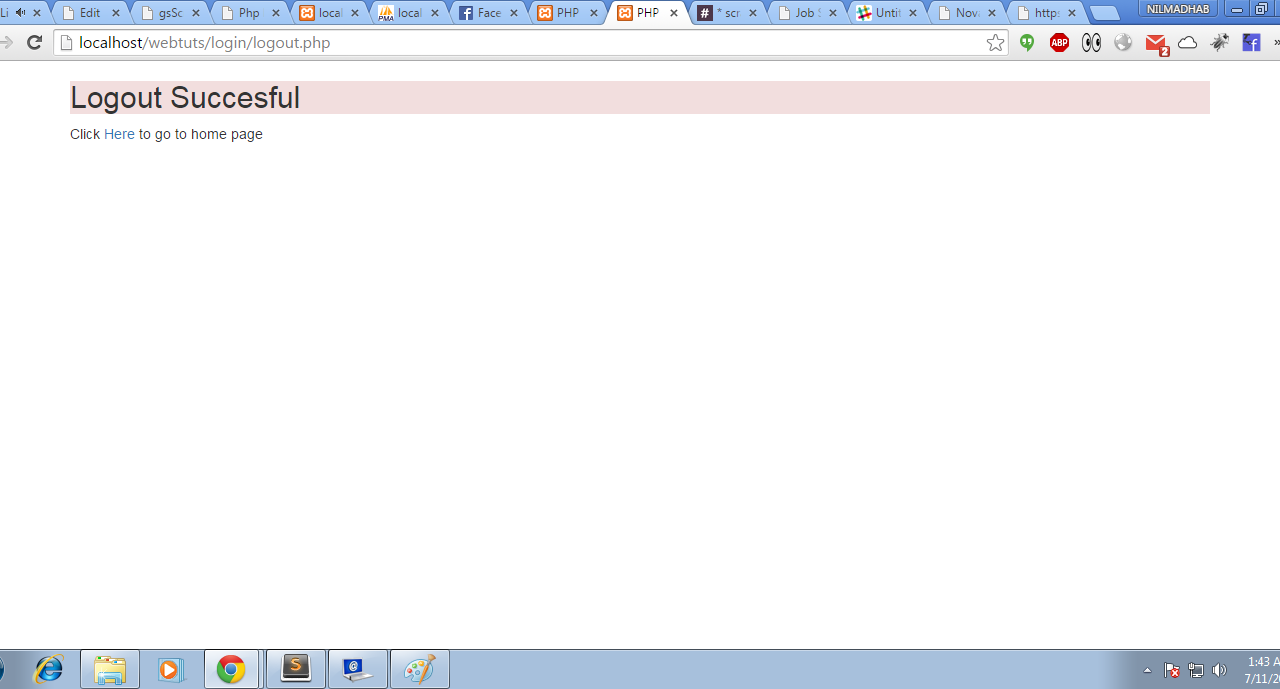 Li Edit gsSc Php local local Face PHP PHP * scr Job Untit Nov https NILMADHAB
localhost/webtuts/login/logout.php
ABP 2
Logout Succesful
Click Here to go to home page
1:43 A
7/11/2